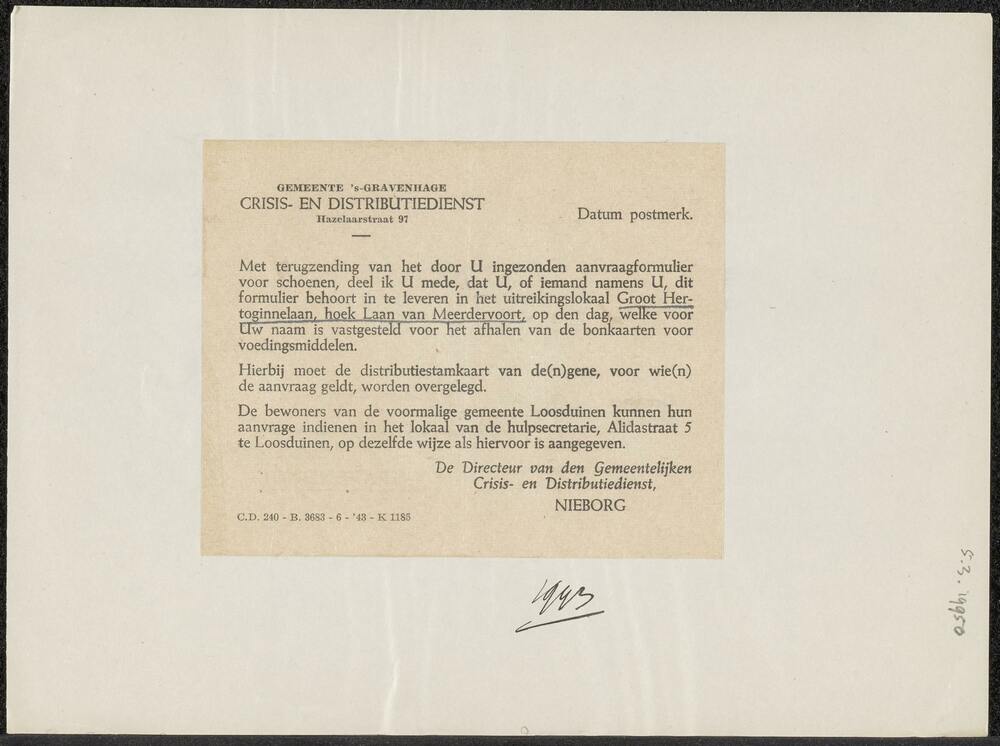 GEMEENTE 's-GRAVENHAGE
CRISIS- EN DISTRIBUTIEDIENST
Hazelaarstraat 97
Datum postmerk.
Met terugzending van het door U ingezonden aanvraagformulier
voor schoenen, deel ik U mede, dat U, of iemand namens U, dit
formulier behoort in te leveren in het uitreikingslokaal Groot Her-
toginnelaan, hoek Laan van Meerdervoort, op den dag, welke voor
Uw naam is vastgesteld voor het afhalen van de bonkaarten voor
voedingsmiddelen.
Hierbij moet de distributiestamkaart van de(n)gene, voor wie(n)
de aanvraag geldt, worden overgelegd.
De bewoners van de voormalige gemeente Loosduinen kunnen hun
aanvrage indienen in het lokaal van de hulpsecretarie, Alidastraat 5
te Loosduinen, op dezelfde wijze als hiervoor is aangegeven.
De Directeur van den Gemeentelijken
Crisis- en Distributiedienst,
NIEBORG
C.D. 240 - B. 3683 - 6 - '43 - K 1185
1943
S.3. 19950